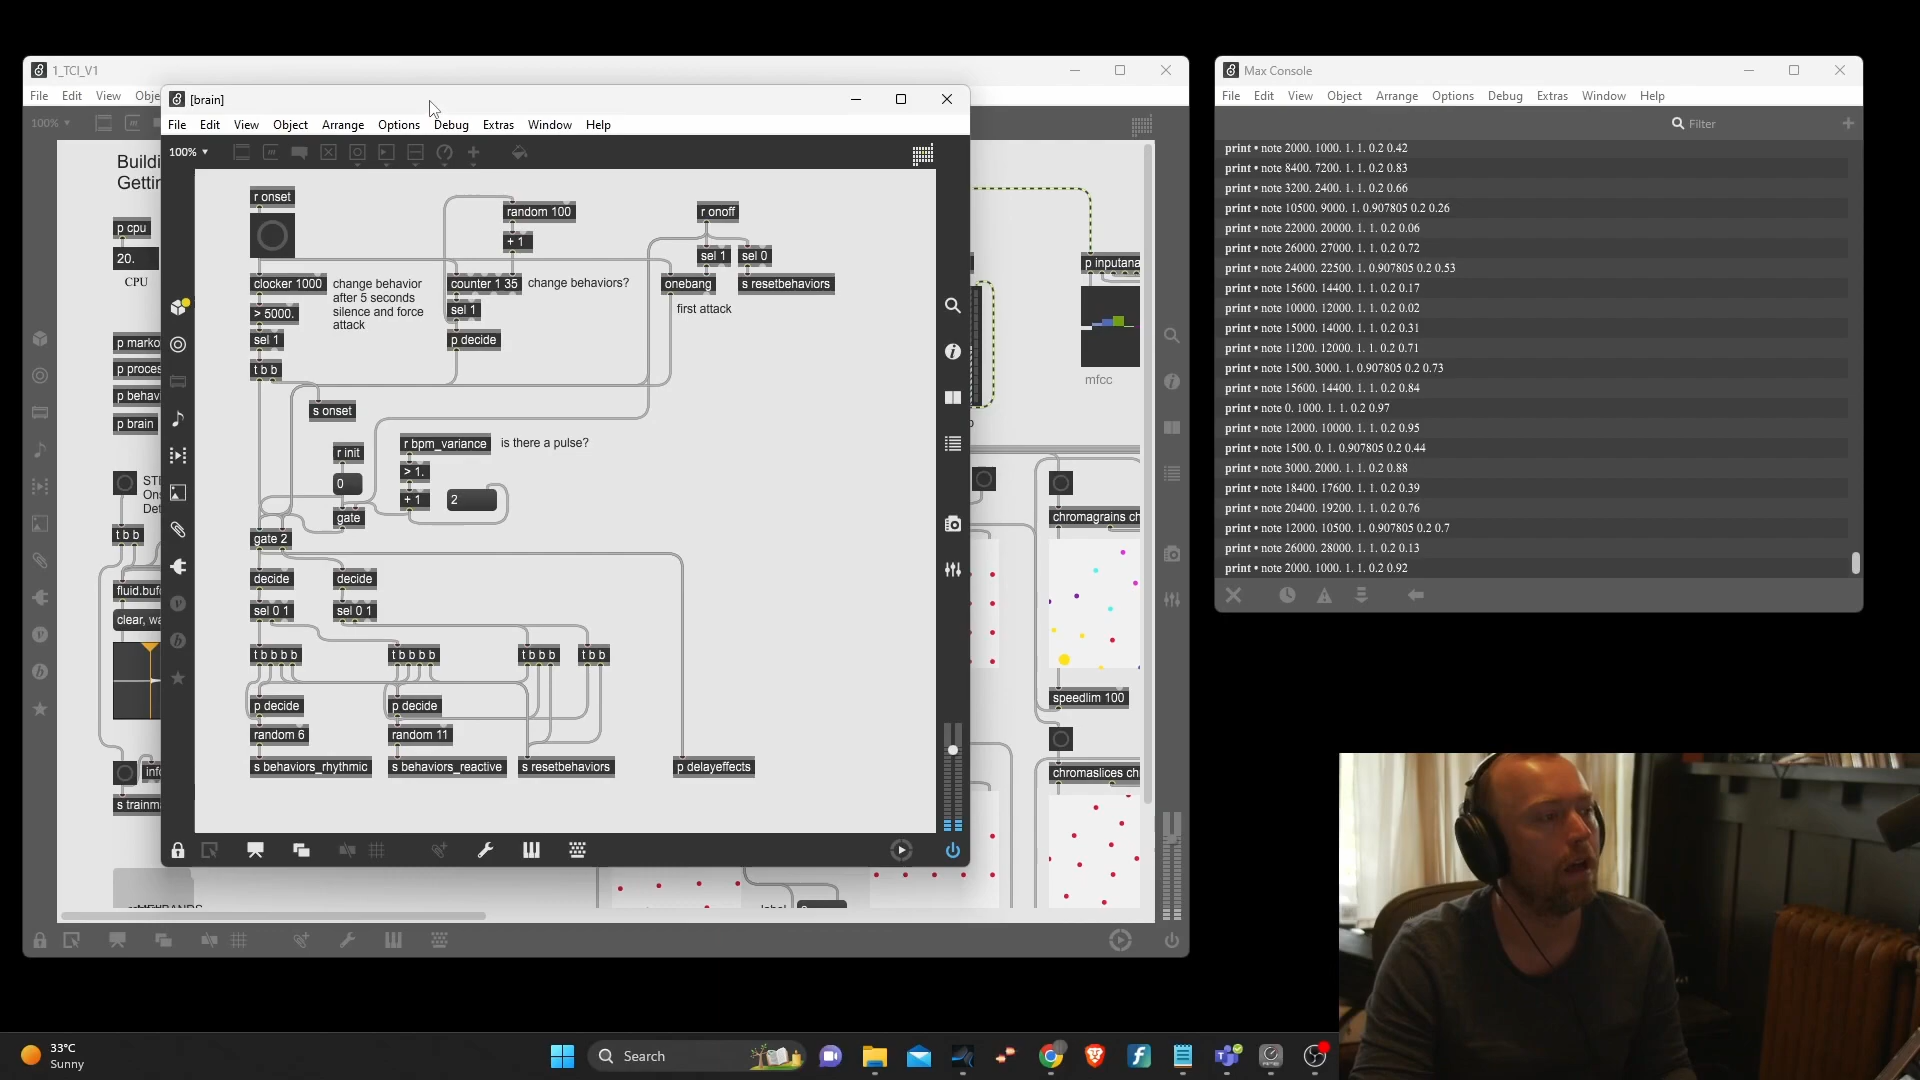 1_TCI_V1
File Edit View Obje
100%
Buildi
Gettin
p cpu
20.
CPU
p marko
p proces
p behavi
p brain
STE
Ons
Det
t b b
fluid.bufc
clear, wa
info
s trainma
[brain]
File Edit View Object Arrange Options Debug Extras Window Help
100%
r onset
random 100
r onoff
+ 1
sel 1
sel 0
clocker 1000
change behavior
after 5 seconds
silence and force
attack
counter 1 35
change behaviors?
onebang
s resetbehaviors
> 5000.
sel 1
first attack
sel 1
p decide
t b b
s onset
r init
r bpm_variance
is there a pulse?
> 1.
0
+ 1
2
gate
gate 2
decide
decide
sel 0 1
sel 0 1
t b b b b
t b b b b
t b b b
t b b
p decide
p decide
random 6
random 11
s behaviors_rhythmic
s behaviors_reactive
s resetbehaviors
p delayeffects
p inputana
mfcc
chromagrains ch
speedlim 100
chromaslices ch
label
Max Console
File Edit View Object Arrange Options Debug Extras Window Help
Filter
print • note 2000. 1000. 1. 1. 0.2 0.42
print • note 8400. 7200. 1. 1. 0.2 0.83
print • note 3200. 2400. 1. 1. 0.2 0.66
print • note 10500. 9000. 1. 0.907805 0.2 0.26
print • note 22000. 20000. 1. 1. 0.2 0.06
print • note 26000. 27000. 1. 1. 0.2 0.72
print • note 24000. 22500. 1. 0.907805 0.2 0.53
print • note 15600. 14400. 1. 1. 0.2 0.17
print • note 10000. 12000. 1. 1. 0.2 0.02
print • note 15000. 14000. 1. 1. 0.2 0.31
print • note 11200. 12000. 1. 1. 0.2 0.71
print • note 1500. 3000. 1. 0.907805 0.2 0.73
print • note 15600. 14400. 1. 1. 0.2 0.84
print • note 0. 1000. 1. 1. 0.2 0.97
print • note 12000. 10000. 1. 1. 0.2 0.95
print • note 1500. 0. 1. 0.907805 0.2 0.44
print • note 3000. 2000. 1. 1. 0.2 0.88
print • note 18400. 17600. 1. 1. 0.2 0.39
print • note 20400. 19200. 1. 1. 0.2 0.76
print • note 12000. 10500. 1. 0.907805 0.2 0.7
print • note 26000. 28000. 1. 1. 0.2 0.13
print • note 2000. 1000. 1. 1. 0.2 0.92
33°C
Sunny
Search